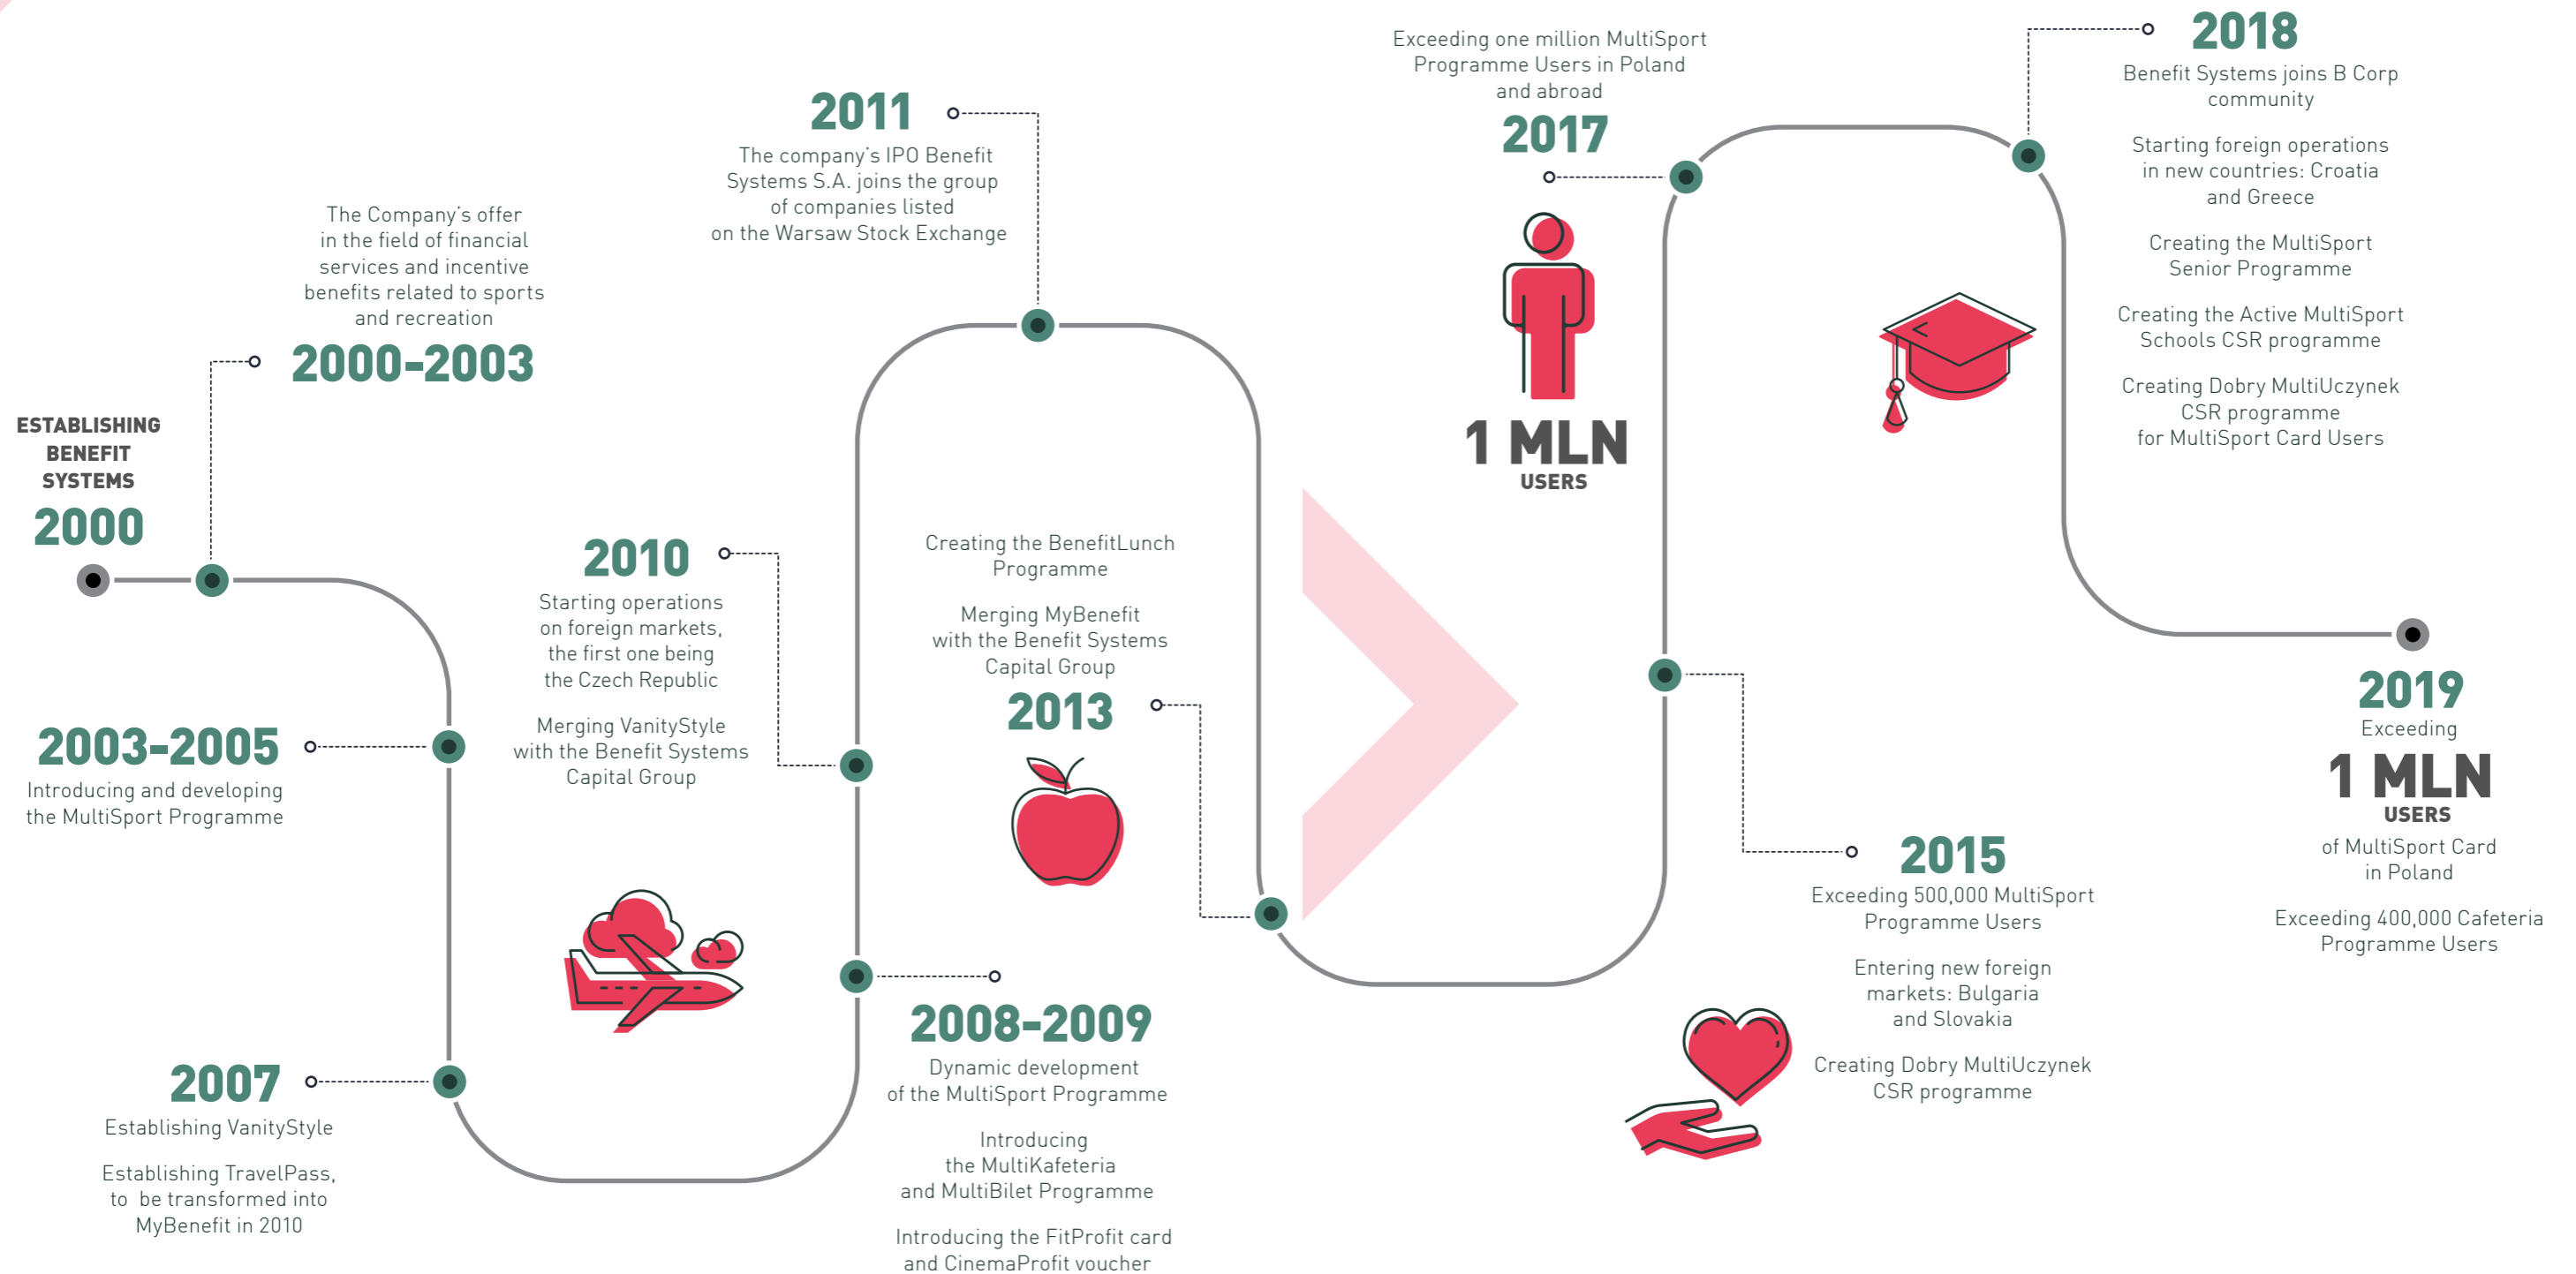 ESTABLISHING
BENEFIT
SYSTEMS
2000
The Company's offer
in the field of financial
services and incentive
benefits related to sports
and recreation
2000-2003
2003-2005
Introducing and developing
the MultiSport Programme
2007
Establishing VanityStyle
Establishing TravelPass,
to be transformed into
MyBenefit in 2010
2008-2009
Dynamic development
of the MultiSport Programme
Introducing
the MultiKafeteria
and MultiBilet Programme
Introducing the FitProfit card
and CinemaProfit voucher
2010
Starting operations
on foreign markets,
the first one being
the Czech Republic
Merging VanityStyle
with the Benefit Systems
Capital Group
2011
The company's IPO Benefit
Systems S.A. joins the group
of companies listed
on the Warsaw Stock Exchange
Creating the BenefitLunch
Programme
Merging MyBenefit
with the Benefit Systems
Capital Group
2013
2015
Exceeding 500,000 MultiSport
Programme Users
Entering new foreign
markets: Bulgaria
and Slovakia
Creating Dobry MultiUczynek
CSR programme
Exceeding one million MultiSport
Programme Users in Poland
and abroad
2017
1 MLN
USERS
2018
Benefit Systems joins B Corp
community
Starting foreign operations
in new countries: Croatia
and Greece
Creating the MultiSport
Senior Programme
Creating the Active MultiSport
Schools CSR programme
Creating Dobry MultiUczynek
CSR programme
for MultiSport Card Users
2019
Exceeding
1 MLN
USERS
of MultiSport Card
in Poland
Exceeding 400,000 Cafeteria
Programme Users